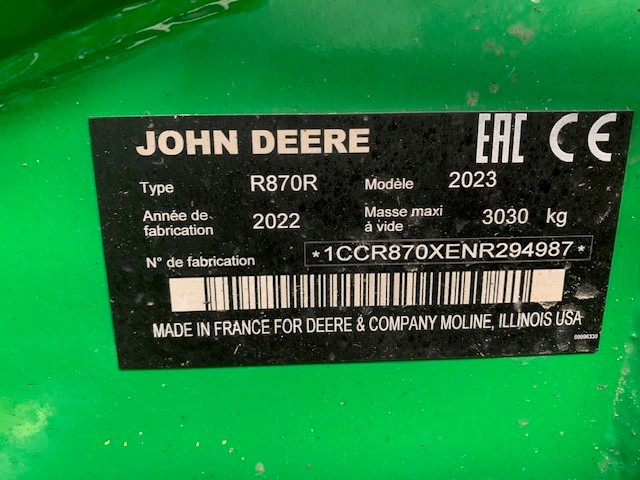 JOHN DEERE EAC CE
Type R870R Modèle 2023
Année de fabrication 2022 Masse maxi à vide 3030 kg
N° de fabrication *1CCR870XENR294987*
MADE IN FRANCE FOR DEERE & COMPANY MOLINE, ILLINOIS USA